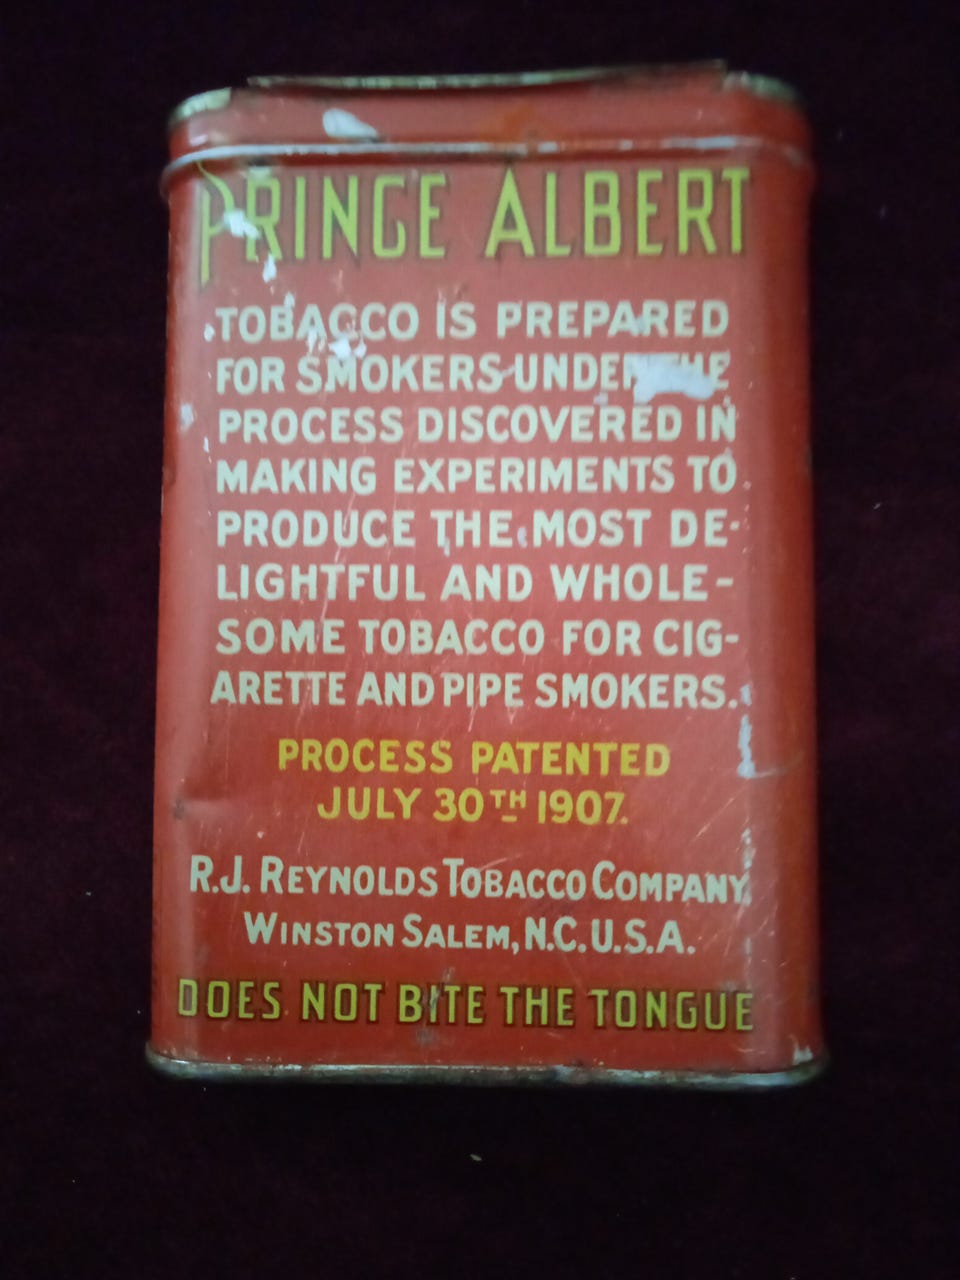 PRINCE ALBERT
TOBACCO IS PREPARED
FOR SMOKERS UNDER THE
PROCESS DISCOVERED IN
MAKING EXPERIMENTS TO
PRODUCE THE MOST DE-
LIGHTFUL AND WHOLE-
SOME TOBACCO FOR CIG-
ARETTE AND PIPE SMOKERS.
PROCESS PATENTED
JULY 30TH 1907.
R.J. REYNOLDS TOBACCO COMPANY
WINSTON SALEM, N.C. U.S.A.
DOES NOT BITE THE TONGUE